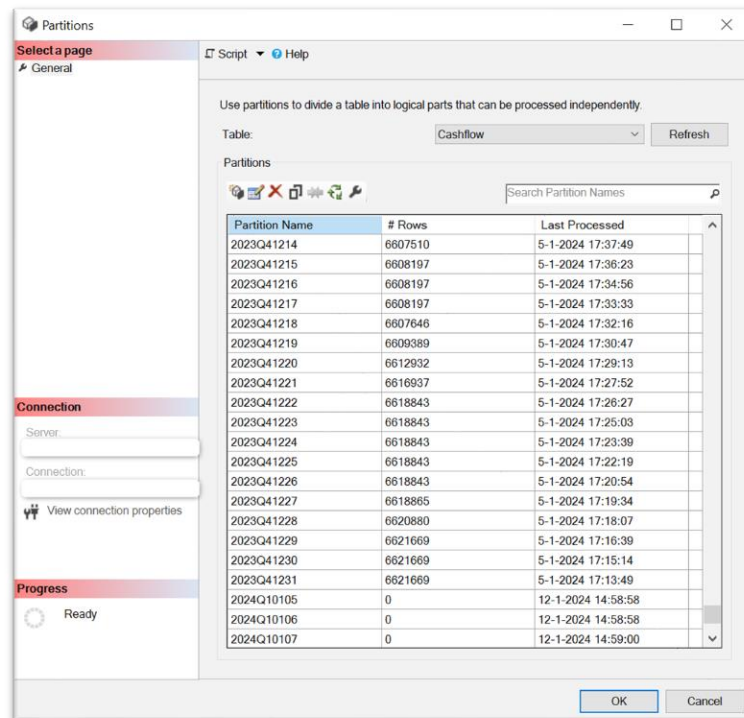 Partitions
Select a page
General
Script Help
Use partitions to divide a table into logical parts that can be processed independently.
Table: Cashflow Refresh
Partitions
Search Partition Names
Partition Name # Rows Last Processed
2023Q41214 6607510 5-1-2024 17:37:49
2023Q41215 6608197 5-1-2024 17:36:23
2023Q41216 6608197 5-1-2024 17:34:56
2023Q41217 6608197 5-1-2024 17:33:33
2023Q41218 6607646 5-1-2024 17:32:16
2023Q41219 6609389 5-1-2024 17:30:47
2023Q41220 6612932 5-1-2024 17:29:13
2023Q41221 6616937 5-1-2024 17:27:52
2023Q41222 6618843 5-1-2024 17:26:27
2023Q41223 6618843 5-1-2024 17:25:03
2023Q41224 6618843 5-1-2024 17:23:39
2023Q41225 6618843 5-1-2024 17:22:19
2023Q41226 6618843 5-1-2024 17:20:54
2023Q41227 6618865 5-1-2024 17:19:34
2023Q41228 6620880 5-1-2024 17:18:07
2023Q41229 6621669 5-1-2024 17:16:39
2023Q41230 6621669 5-1-2024 17:15:14
2023Q41231 6621669 5-1-2024 17:13:49
2024Q10105 0 12-1-2024 14:58:58
2024Q10106 0 12-1-2024 14:58:58
2024Q10107 0 12-1-2024 14:59:00
Connection
Server:
Connection:
View connection properties
Progress
Ready
OK Cancel